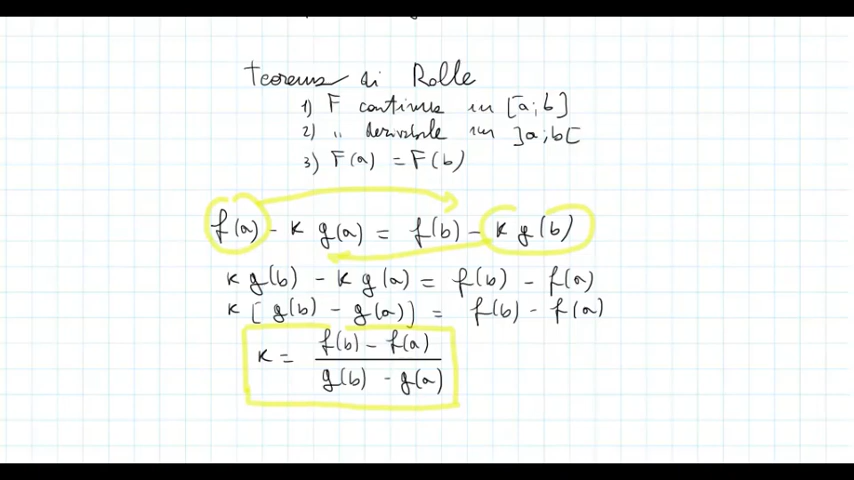 Teorema di Rolle
1) F continua in [a;b]
2) " derivabile in ]a;b[
3) F(a) = F(b)
f(a) - k g(a) = f(b) - k g(b)
k g(b) - k g(a) = f(b) - f(a)
k [ g(b) - g(a)] = f(b) - f(a)
k = f(b) - f(a)
g(b) - g(a)